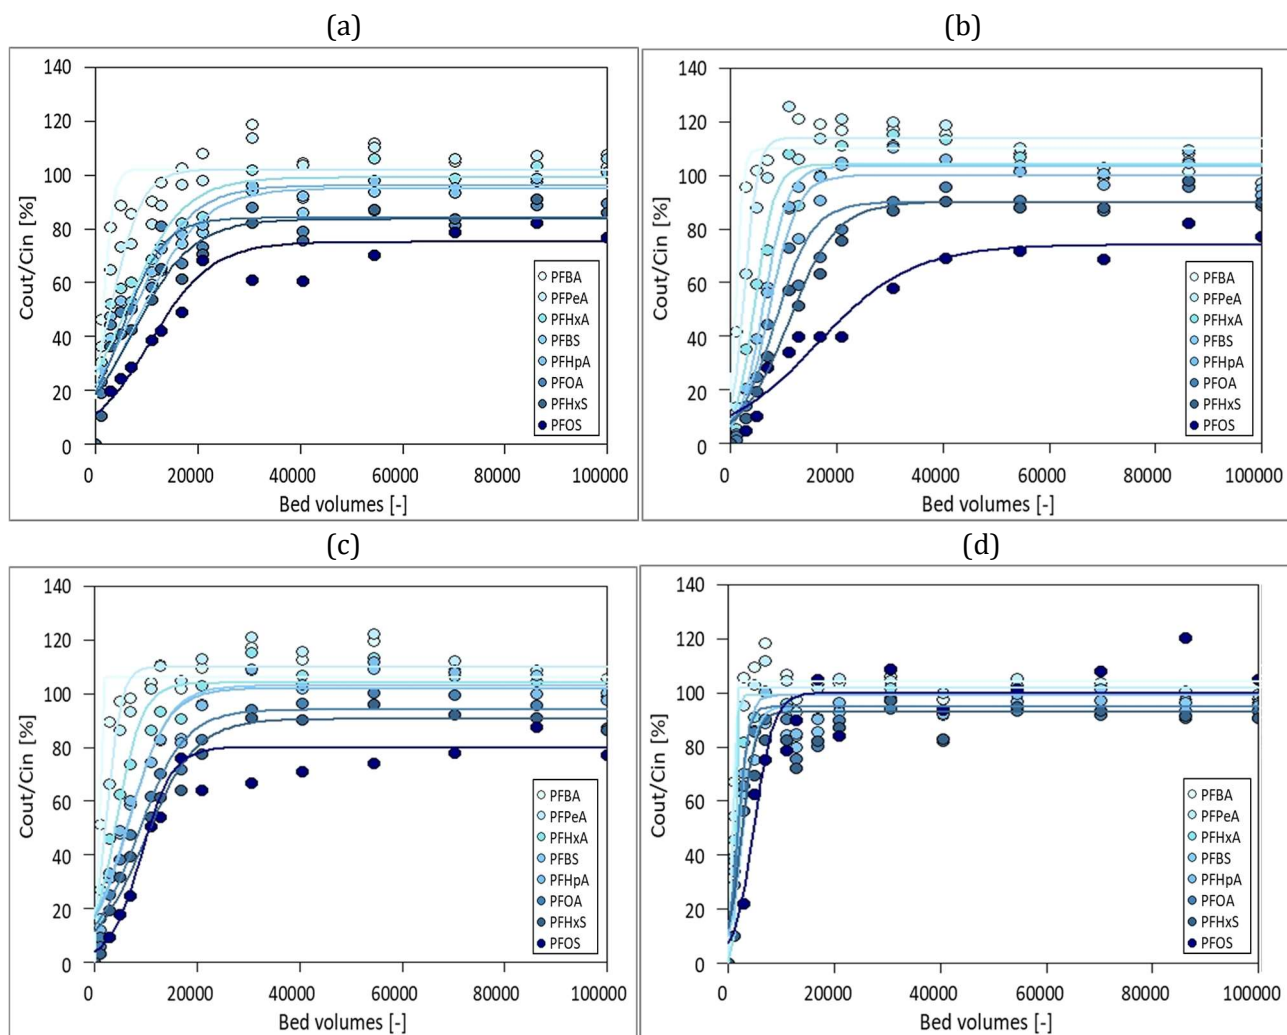 (a)
(b)
140
120
100
80
60
40
20
0
Cout/Cin [%]
PFBA
PFPeA
PFHxA
PFBS
PFHpA
PFOA
PFHxS
PFOS
0 20000 40000 60000 80000 100000
Bed volumes [-]
140
120
100
80
60
40
20
0
Cout/Cin [%]
PFBA
PFPeA
PFHxA
PFBS
PFHpA
PFOA
PFHxS
PFOS
0 20000 40000 60000 80000 100000
Bed volumes [-]
(c)
(d)
140
120
100
80
60
40
20
0
Cout/Cin [%]
PFBA
PFPeA
PFHxA
PFBS
PFHpA
PFOA
PFHxS
PFOS
0 20000 40000 60000 80000 100000
Bed volumes [-]
140
120
100
80
60
40
20
0
Cout/Cin [%]
PFBA
PFPeA
PFHxA
PFBS
PFHpA
PFOA
PFHxS
PFOS
0 20000 40000 60000 80000 100000
Bed volumes [-]